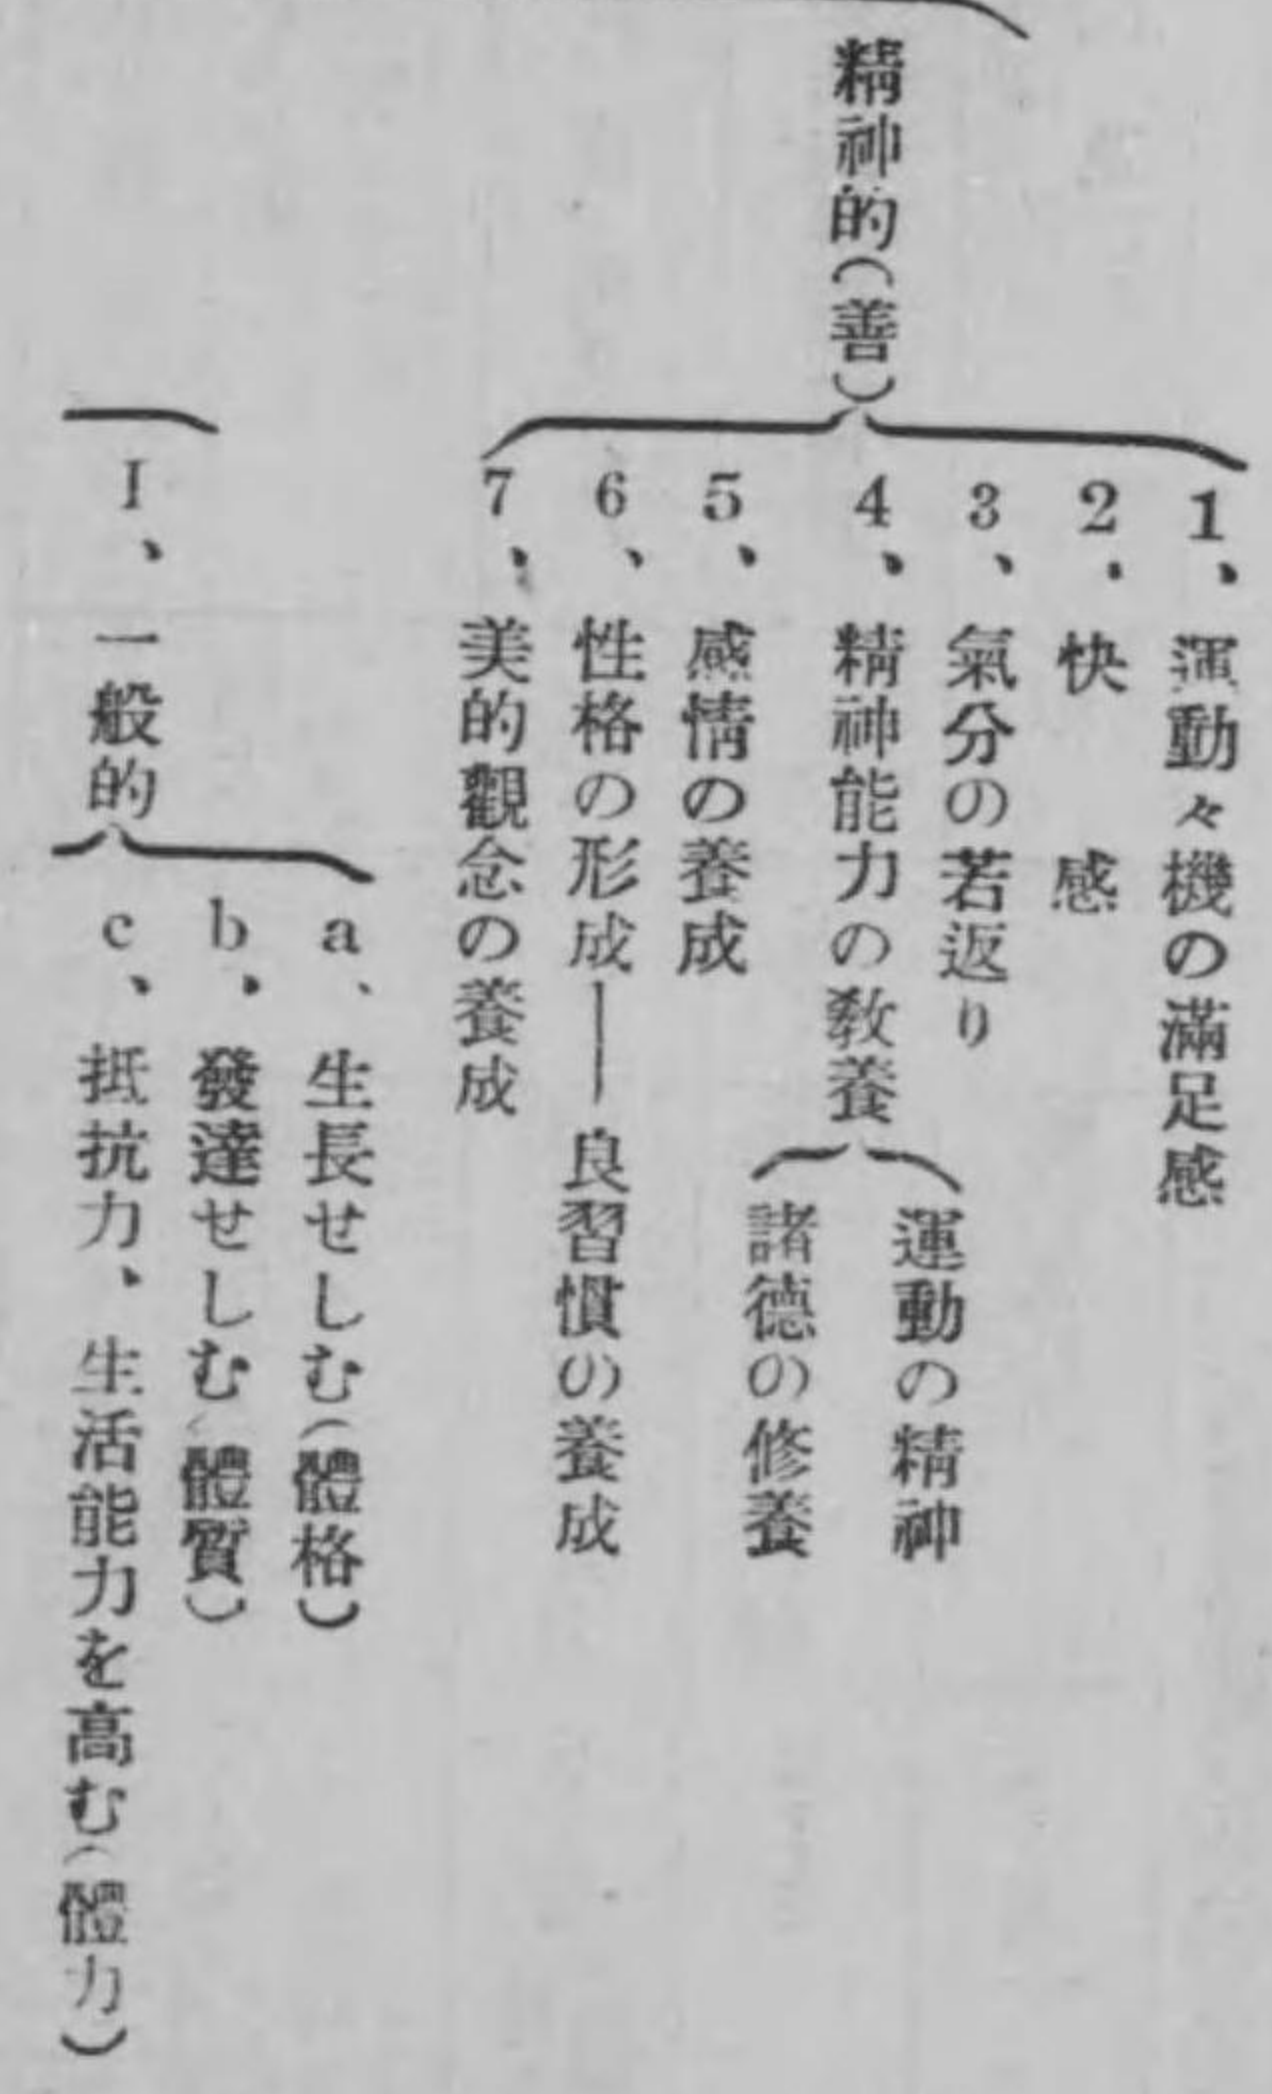 精神的(善)
1、運動々機の滿足感
2、快感
3、氣分の若返り
4、精神能力の敎養
運動の精神
諸德の修養
5、感情の養成
6、性格の形成——良習慣の養成
7、美的觀念の養成
I、一般的
a、生長せしむ(體格)
b、發達せしむ(體質)
c、抵抗力、生活能力を高む(體力)